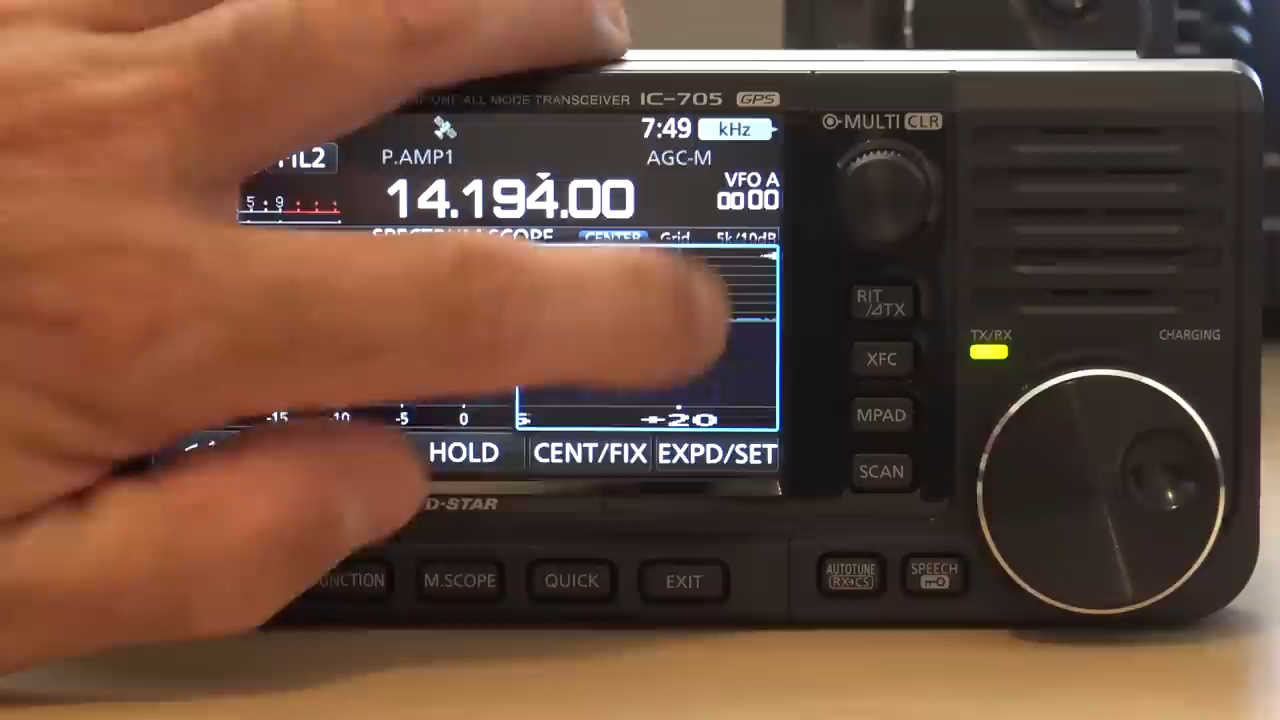 ALL MODE TRANSCEIVER IC-705 GPS
MULTI CLR
7:49 kHz
P.AMP1 AGC-M
14.194.00
VFO A
00 00
5 9
CENTER Grid 5k/10dB
RIT
/⊿TX
XFC
TX/RX CHARGING
MPAD
-15 -10 -5 0 +20
HOLD CENT/FIX EXPD/SET
SCAN
D-STAR
M.SCOPE QUICK EXIT
AUTOTUNE
RX➔CS
SPEECH